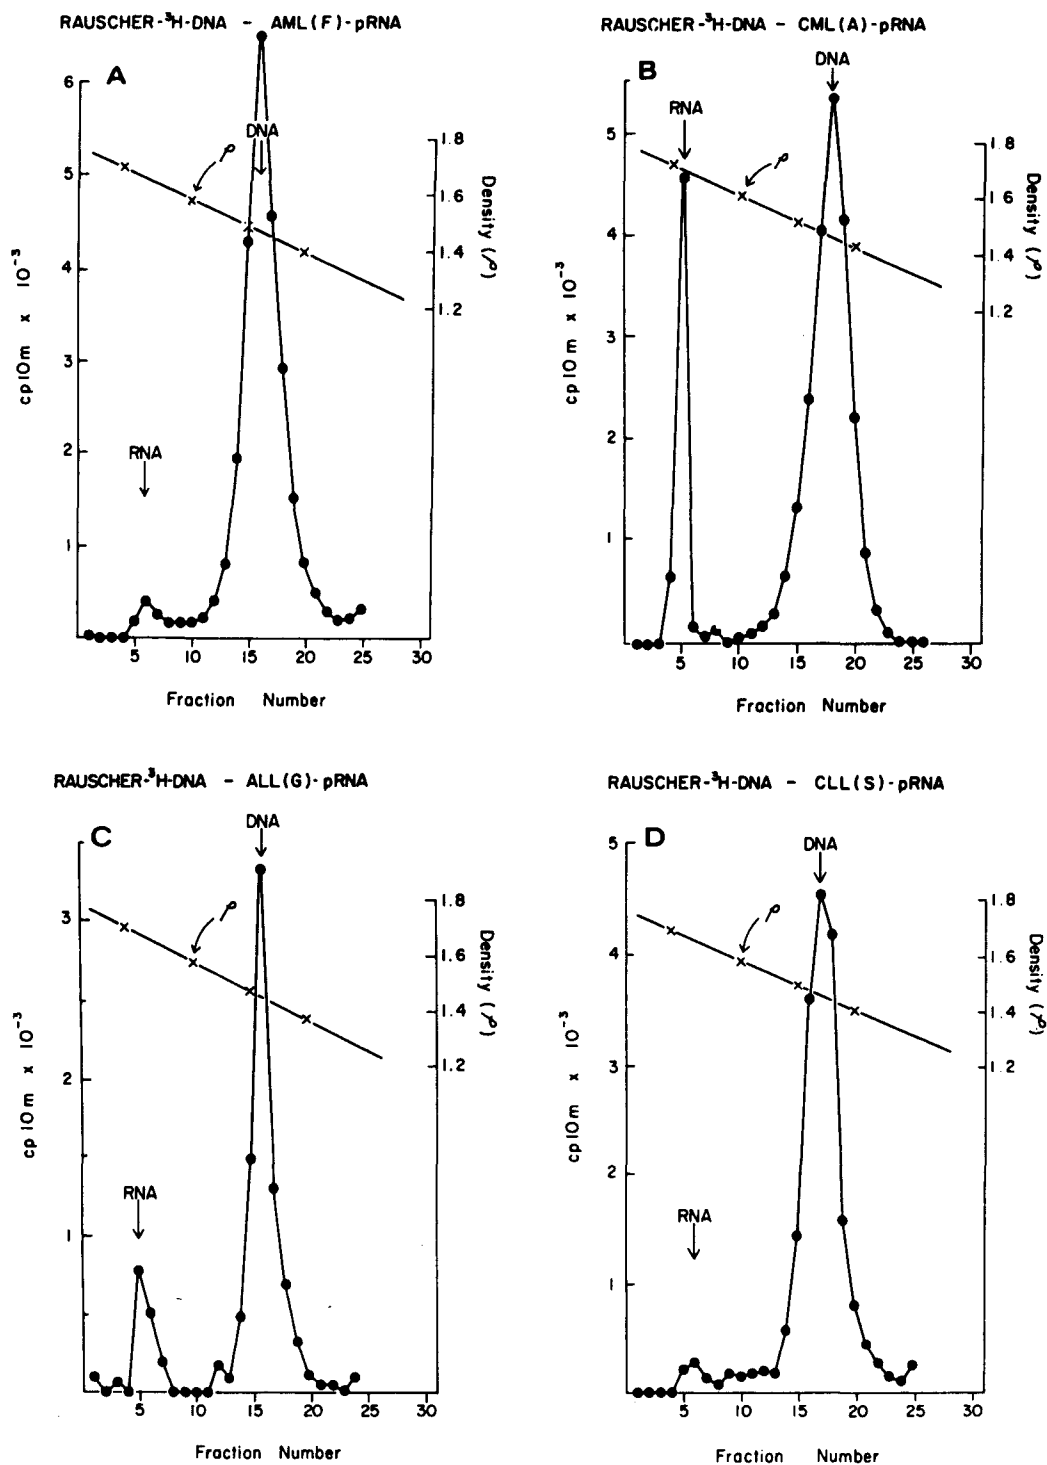 RAUSCHER-³H-DNA - AML(F)-pRNA
A
6
5
4
3
2
1
cp10m x 10⁻³
RNA
DNA
ρ
1.8
1.6
1.4
1.2
Density (ρ)
5 10 15 20 25 30
Fraction Number
RAUSCHER-³H-DNA - CML(A)-pRNA
B
5
4
3
2
1
cp10m x 10⁻³
RNA
DNA
ρ
1.8
1.6
1.4
1.2
Density (ρ)
5 10 15 20 25 30
Fraction Number
RAUSCHER-³H-DNA - ALL(G)-pRNA
C
3
2
1
cp10m x 10⁻³
RNA
DNA
ρ
1.8
1.6
1.4
1.2
Density (ρ)
5 10 15 20 25 30
Fraction Number
RAUSCHER-³H-DNA - CLL(S)-pRNA
D
5
4
3
2
1
cp10m x 10⁻³
RNA
DNA
ρ
1.8
1.6
1.4
1.2
Density (ρ)
5 10 15 20 25 30
Fraction Number